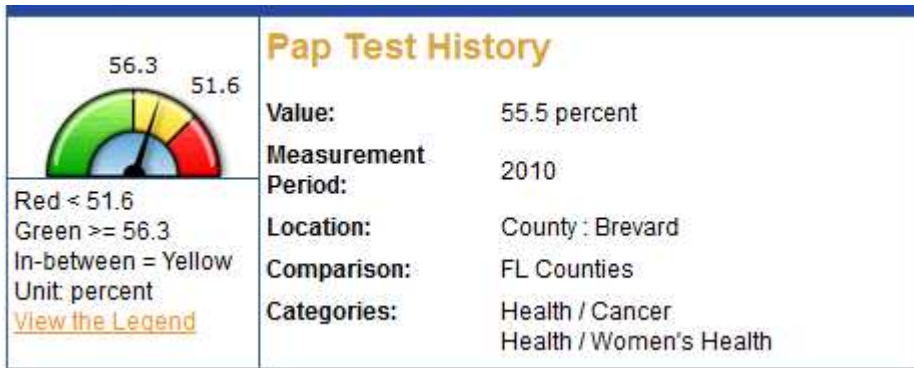 56.3
51.6
Red < 51.6
Green >= 56.3
In-between = Yellow
Unit: percent
View the Legend
Pap Test History
Value: 55.5 percent
Measurement
Period: 2010
Location: County : Brevard
Comparison: FL Counties
Categories: Health / Cancer
Health / Women's Health